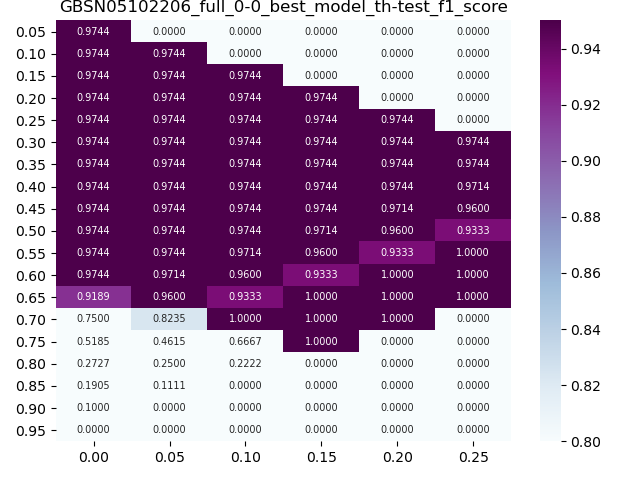 GBSN05102206_full_0-0_best_model_th-test_f1_score
0.05 0.9744 0.0000 0.0000 0.0000 0.0000 0.0000
0.10 0.9744 0.9744 0.0000 0.0000 0.0000 0.0000
0.15 0.9744 0.9744 0.9744 0.0000 0.0000 0.0000
0.20 0.9744 0.9744 0.9744 0.9744 0.0000 0.0000
0.25 0.9744 0.9744 0.9744 0.9744 0.9744 0.0000
0.30 0.9744 0.9744 0.9744 0.9744 0.9744 0.9744
0.35 0.9744 0.9744 0.9744 0.9744 0.9744 0.9744
0.40 0.9744 0.9744 0.9744 0.9744 0.9744 0.9714
0.45 0.9744 0.9744 0.9744 0.9744 0.9714 0.9600
0.50 0.9744 0.9744 0.9744 0.9714 0.9600 0.9333
0.55 0.9744 0.9744 0.9714 0.9600 0.9333 1.0000
0.60 0.9744 0.9714 0.9600 0.9333 1.0000 1.0000
0.65 0.9189 0.9600 0.9333 1.0000 1.0000 1.0000
0.70 0.7500 0.8235 1.0000 1.0000 1.0000 0.0000
0.75 0.5185 0.4615 0.6667 1.0000 0.0000 0.0000
0.80 0.2727 0.2500 0.2222 0.0000 0.0000 0.0000
0.85 0.1905 0.1111 0.0000 0.0000 0.0000 0.0000
0.90 0.1000 0.0000 0.0000 0.0000 0.0000 0.0000
0.95 0.0000 0.0000 0.0000 0.0000 0.0000 0.0000
0.00 0.05 0.10 0.15 0.20 0.25
0.94
0.92
0.90
0.88
0.86
0.84
0.82
0.80